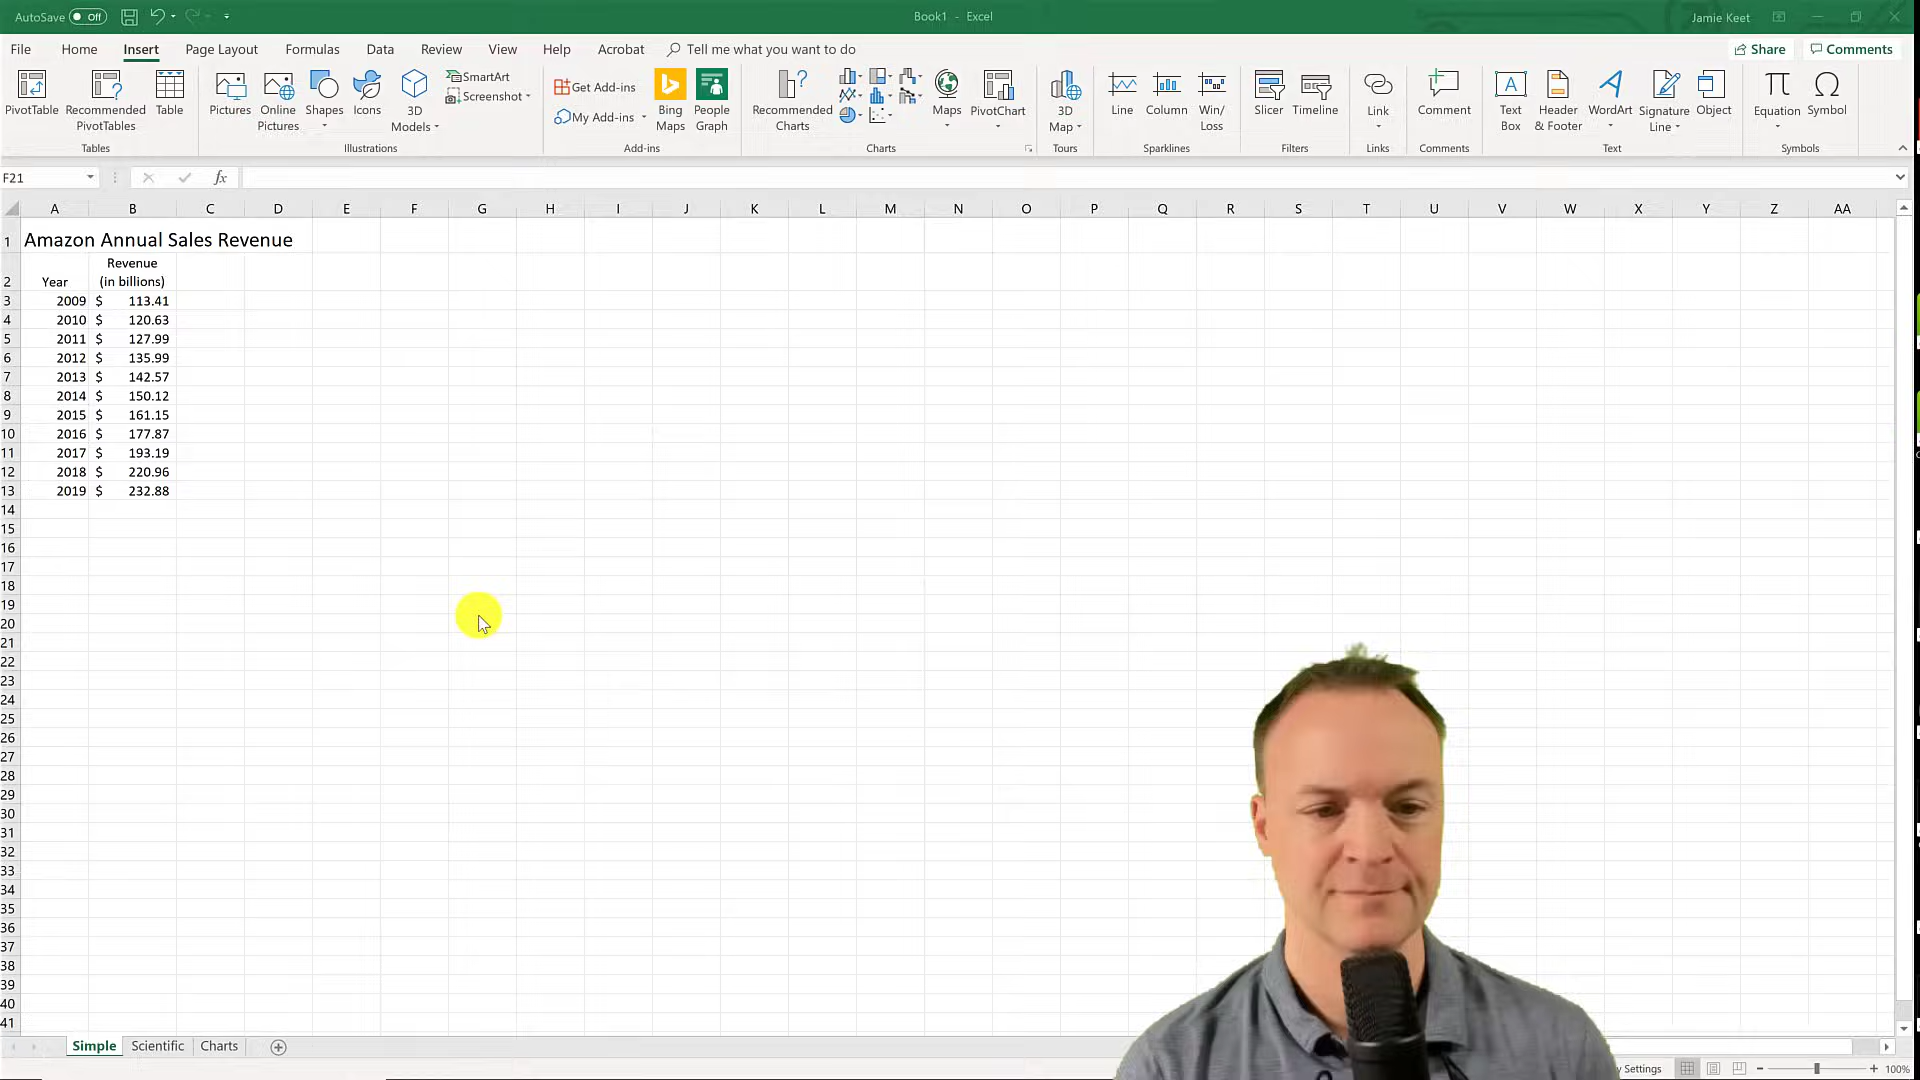 AutoSave Off
Book1 - Excel
Jamie Keet
File Home Insert Page Layout Formulas Data Review View Help Acrobat Tell me what you want to do
Share Comments
PivotTable
Recommended
PivotTables
Table
Tables
Pictures
Online
Pictures
Shapes
Icons
3D
Models
SmartArt
Screenshot
Illustrations
Get Add-ins
My Add-ins
Bing
Maps
People
Graph
Add-ins
Recommended
Charts
Maps
PivotChart
Charts
3D
Map
Tours
Line
Column
Win/
Loss
Sparklines
Slicer
Timeline
Filters
Link
Links
Comment
Comments
Text
Box
Header
& Footer
WordArt
Signature
Line
Object
Text
Equation
Symbol
Symbols
F21
fx
A B C D E F G H I J K L M N O P Q R S T U V W X Y Z AA
1 Amazon Annual Sales Revenue
Revenue
2 Year (in billions)
3 2009 $ 113.41
4 2010 $ 120.63
5 2011 $ 127.99
6 2012 $ 135.99
7 2013 $ 142.57
8 2014 $ 150.12
9 2015 $ 161.15
10 2016 $ 177.87
11 2017 $ 193.19
12 2018 $ 220.96
13 2019 $ 232.88
14
15
16
17
18
19
20
21
22
23
24
25
26
27
28
29
30
31
32
33
34
35
36
37
38
39
40
41
Simple Scientific Charts
Settings
100%